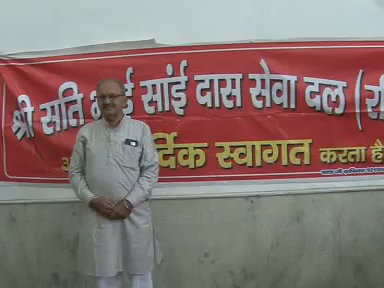 श्री सति भाई सांई दास सेवा दल (र
हार्दिक स्वागत करता है